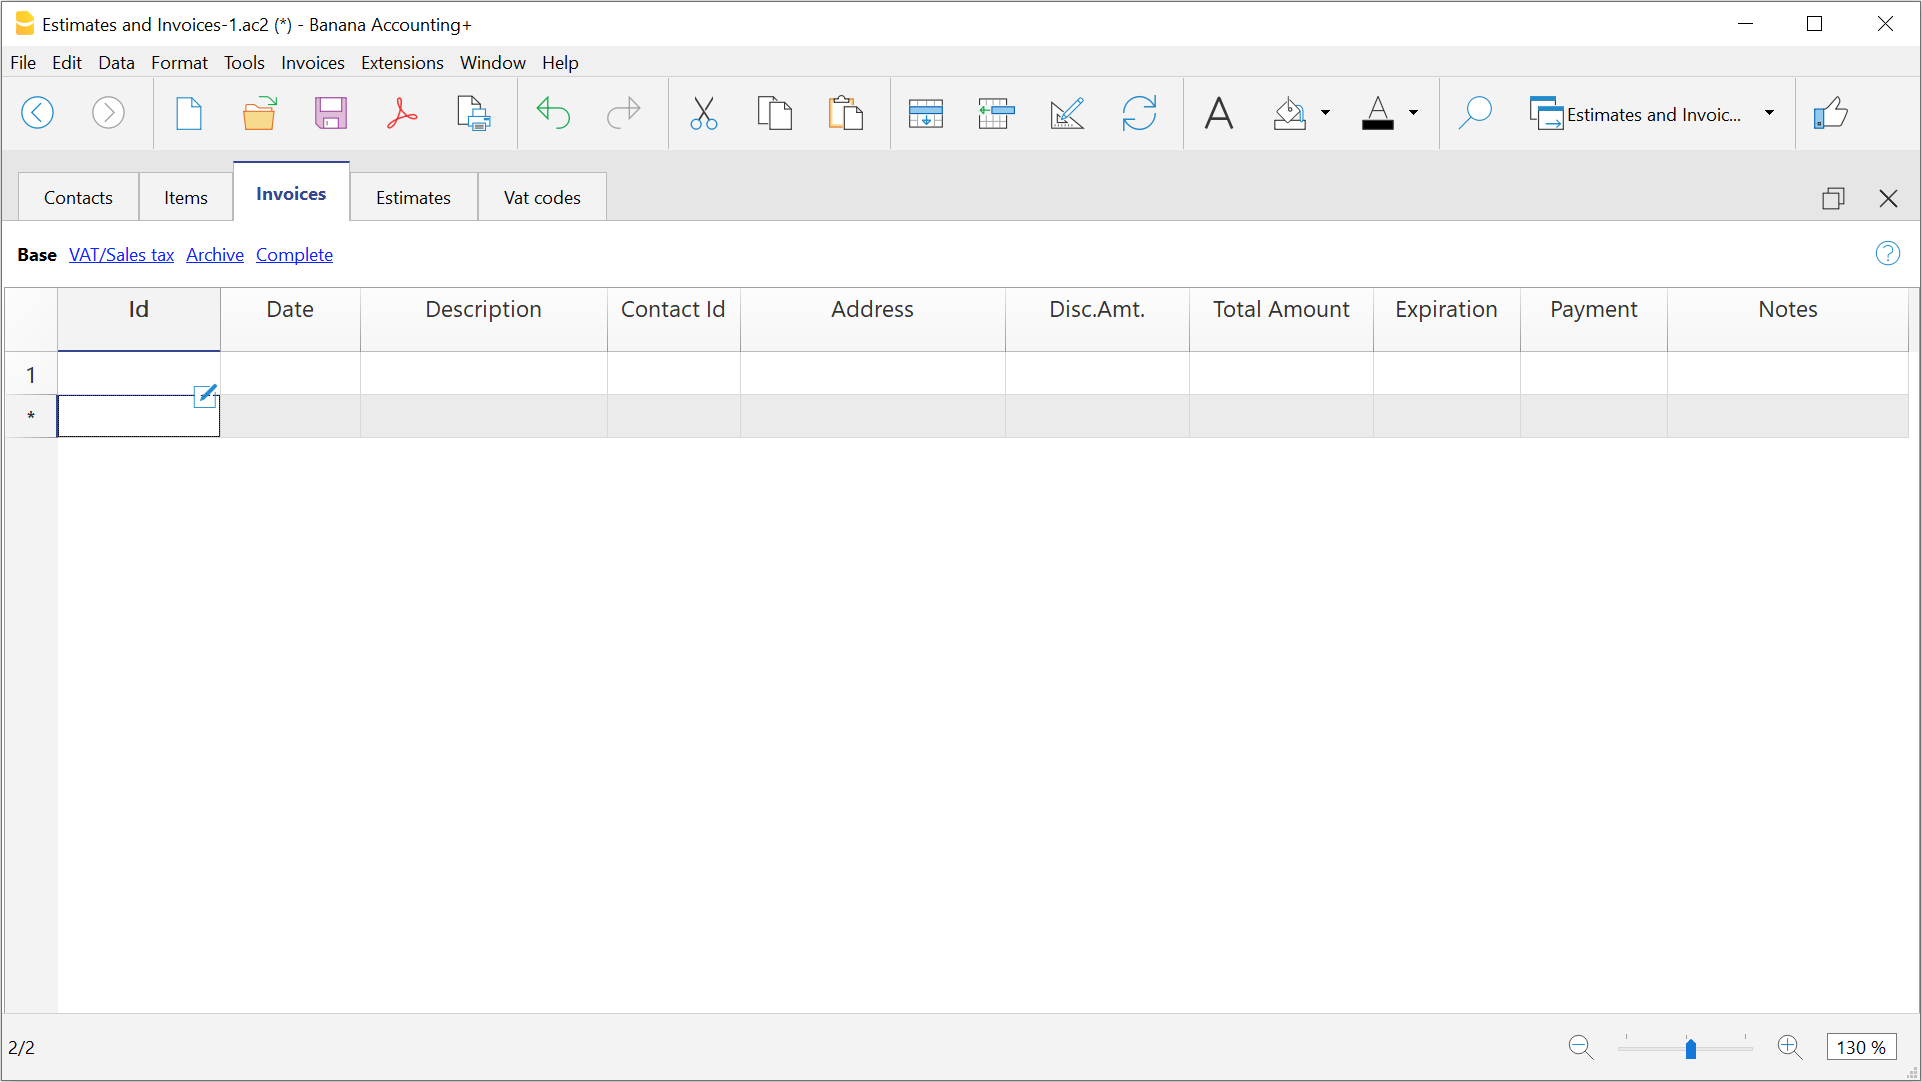 Estimates and Invoices-1.ac2 (*) - Banana Accounting+
File Edit Data Format Tools Invoices Extensions Window Help
Estimates and Invoic...
Contacts Items Invoices Estimates Vat codes
Base VAT/Sales tax Archive Complete
Id Date Description Contact Id Address Disc.Amt. Total Amount Expiration Payment Notes
1
*
2/2 130 %